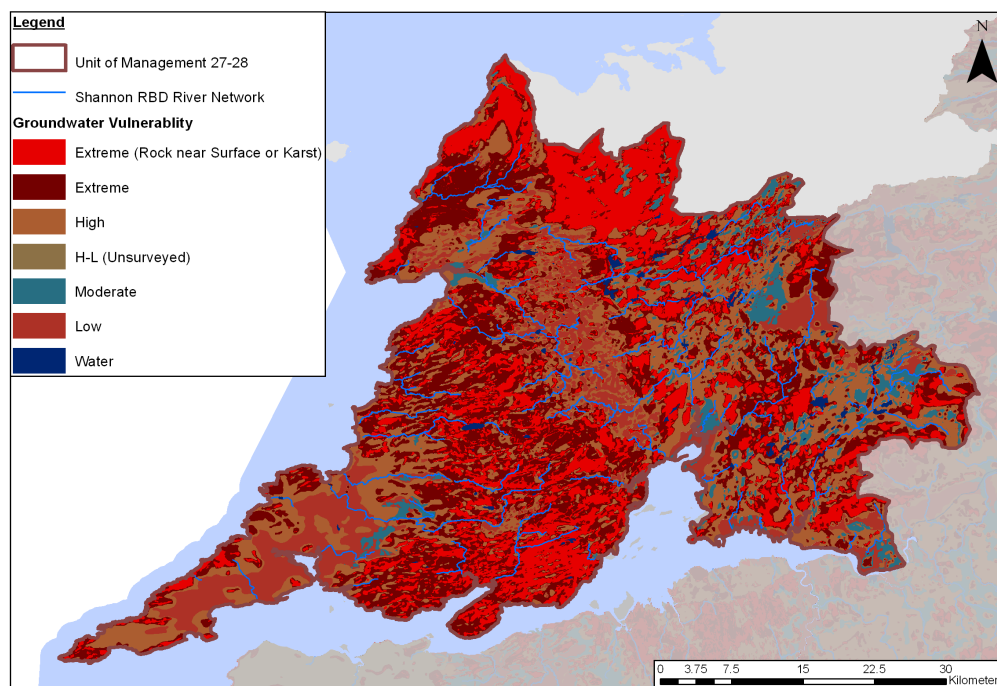 Legend
Unit of Management 27-28
Shannon RBD River Network
Groundwater Vulnerablity
Extreme (Rock near Surface or Karst)
Extreme
High
H-L (Unsurveyed)
Moderate
Low
Water
N
0 3.75 7.5 15 22.5 30
Kilometer